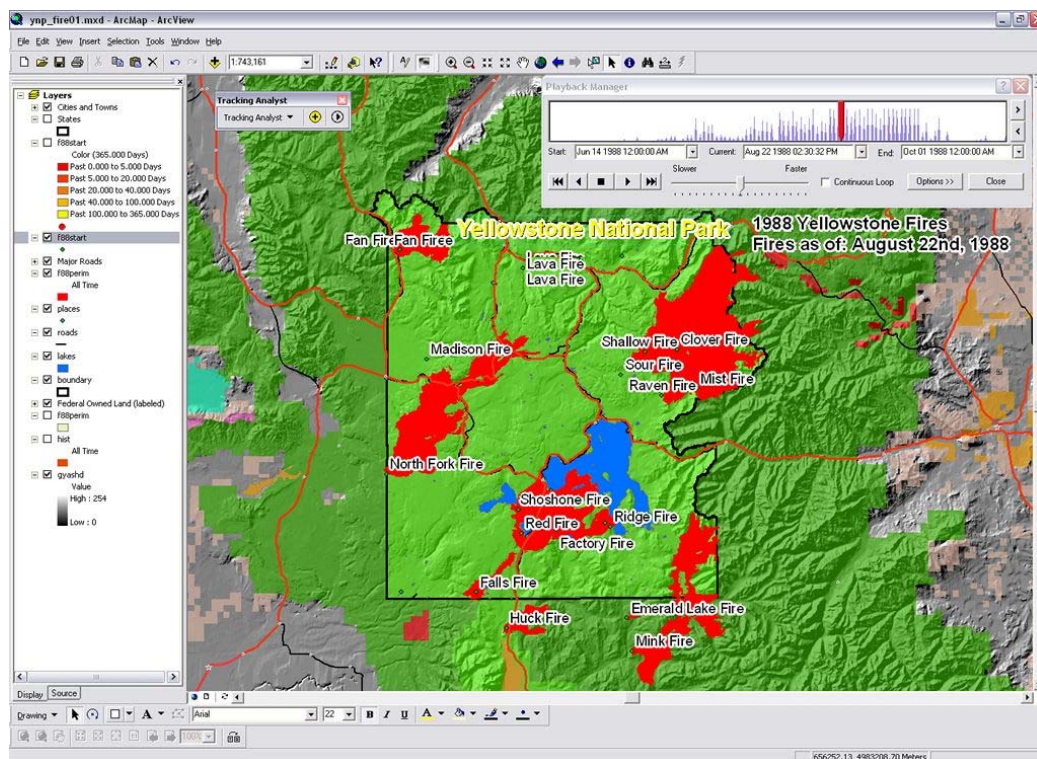 ynp_fire01.mxd - ArcMap - ArcView
File Edit View Insert Selection Tools Window Help
1:743,161
Layers
Cities and Towns
States
f88start
Color (365.000 Days)
Past 0.000 to 5.000 Days
Past 5.000 to 20.000 Days
Past 20.000 to 40.000 Days
Past 40.000 to 100.000 Days
Past 100.000 to 365.000 Days
f88start
Major Roads
f88perim
All Time
places
roads
lakes
boundary
Federal Owned Land (labeled)
f88perim
hist
All Time
gyashd
Value
High : 254
Low : 0
Display Source
Tracking Analyst
Tracking Analyst
Playback Manager
Start: Jun 14 1988 12:00:00 AM Current: Aug 22 1988 02:30:32 PM End: Oct 01 1988 12:00:00 AM
Slower Faster
Continuous Loop Options >> Close
Yellowstone National Park
1988 Yellowstone Fires
Fires as of: August 22nd, 1988
Fan Fire Fan Fire
Lava Fire
Lava Fire
Madison Fire
Shallow Fire Clover Fire
Sour Fire
Raven Fire Mist Fire
North Fork Fire
Shoshone Fire
Red Fire Ridge Fire
Factory Fire
Falls Fire
Huck Fire
Emerald Lake Fire
Mink Fire
Drawing A Arial 22 B I U A
100%
656252.13 4983208.70 Meters